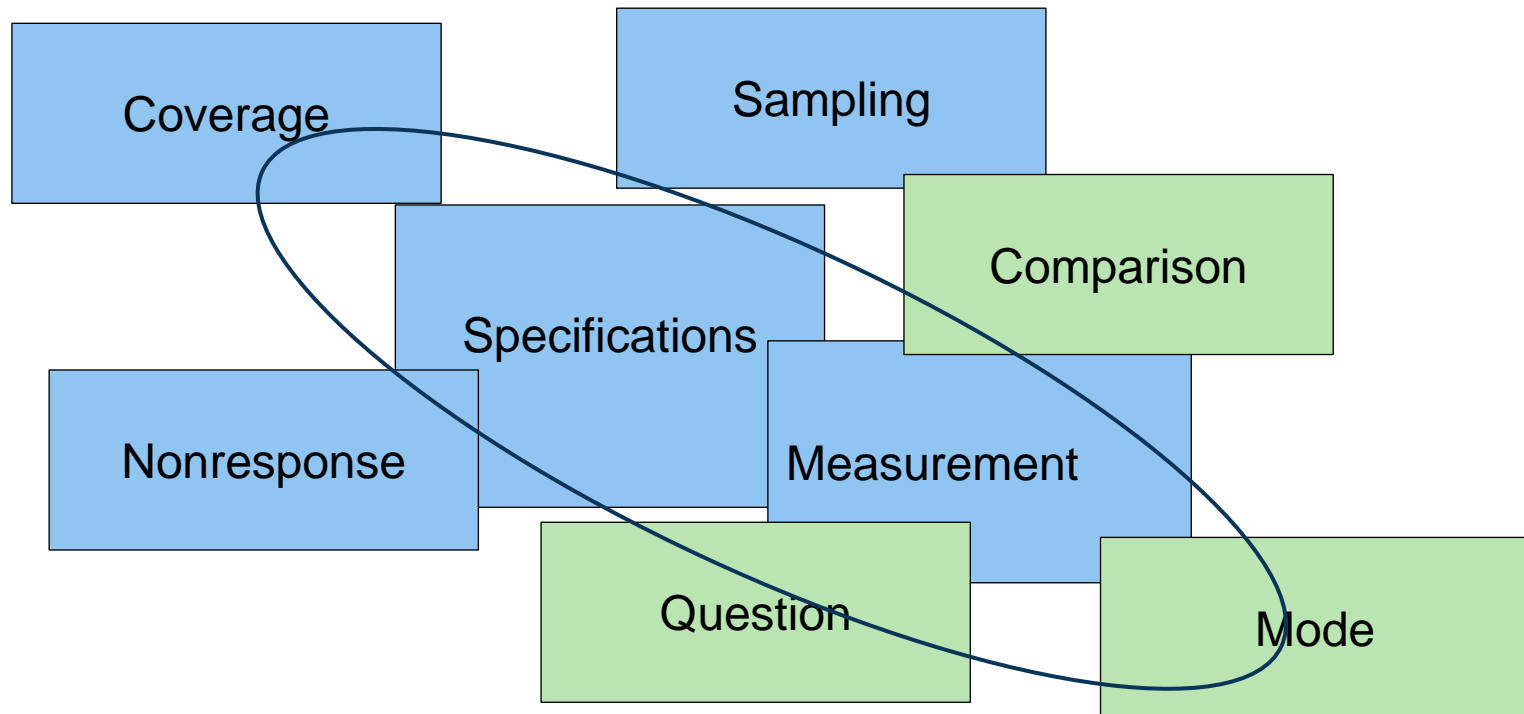 Coverage
Sampling
Comparison
Specifications
Nonresponse
Measurement
Question
Mode